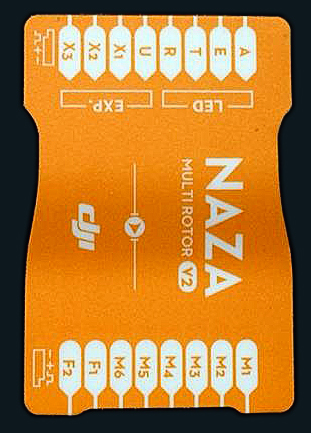 X3 X2 X1 U R T E A
EXP. LED
NAZA
MULTI ROTOR V2
dji
F2 F1 M6 M5 M4 M3 M2 M1